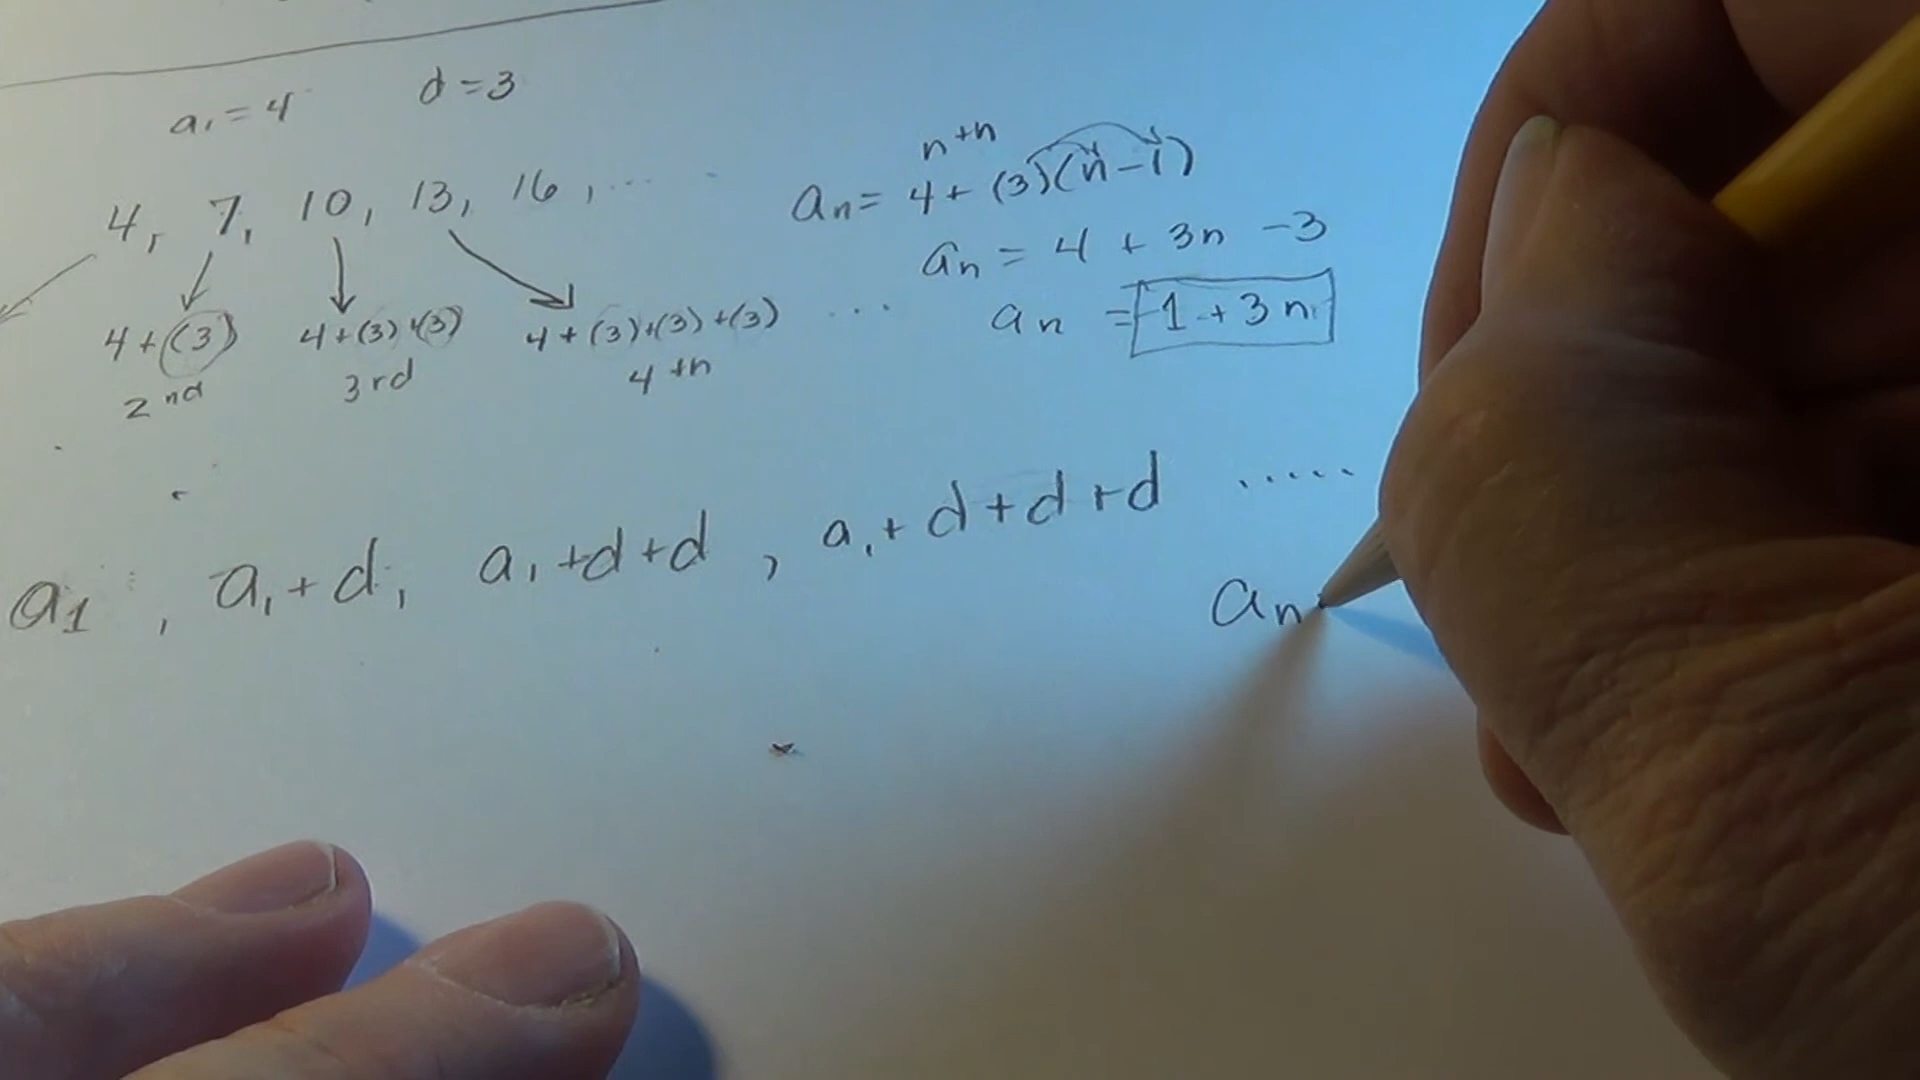 a₁ = 4
d = 3
4, 7, 10, 13, 16, ...
4 + (3)
2nd
4 + (3) + (3)
3rd
4 + (3) + (3) + (3)
4th
...
nth
aₙ = 4 + (3)(n - 1)
aₙ = 4 + 3n - 3
aₙ = 1 + 3n
a₁, a₁ + d, a₁ + d + d, a₁ + d + d + d .....
aₙ